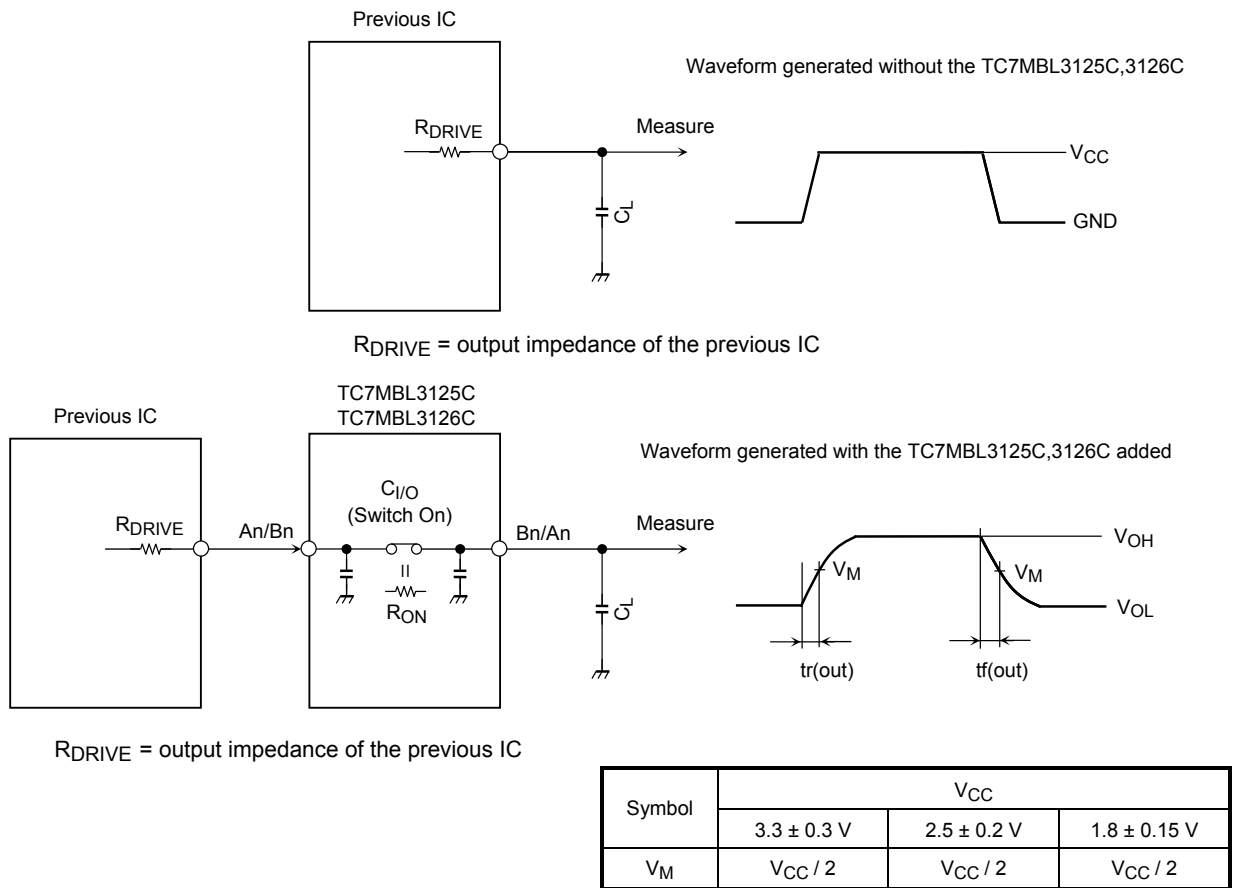 Previous IC
Waveform generated without the TC7MBL3125C,3126C
RDRIVE
Measure
VCC
CL
GND
RDRIVE = output impedance of the previous IC
TC7MBL3125C
TC7MBL3126C
Previous IC
Waveform generated with the TC7MBL3125C,3126C added
CI/O
(Switch On)
RDRIVE
An/Bn
Bn/An
Measure
VOH
VM
VM
RON
CL
VOL
tr(out)
tf(out)
RDRIVE = output impedance of the previous IC
Symbol
VCC
3.3 ± 0.3 V
2.5 ± 0.2 V
1.8 ± 0.15 V
VM
VCC / 2
VCC / 2
VCC / 2